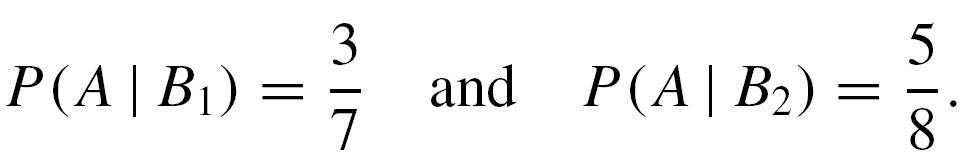 P(A | B₁) = 3/7 and P(A | B₂) = 5/8.